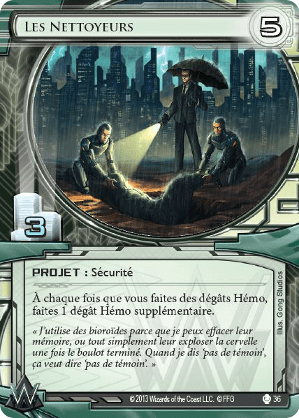 Les Nettoyeurs
5
3
PROJET : Sécurité
À chaque fois que vous faites des dégâts Hémo,
faites 1 dégât Hémo supplémentaire.
« J'utilise des bioroïdes parce que je peux effacer leur
mémoire, ou tout simplement leur exploser la cervelle
une fois le boulot terminé. Quand je dis 'pas de témoin',
ça veut dire 'pas de témoin'. »
Illus. Gong Studios
© 2013 Wizards of the Coast LLC. © FFG
36